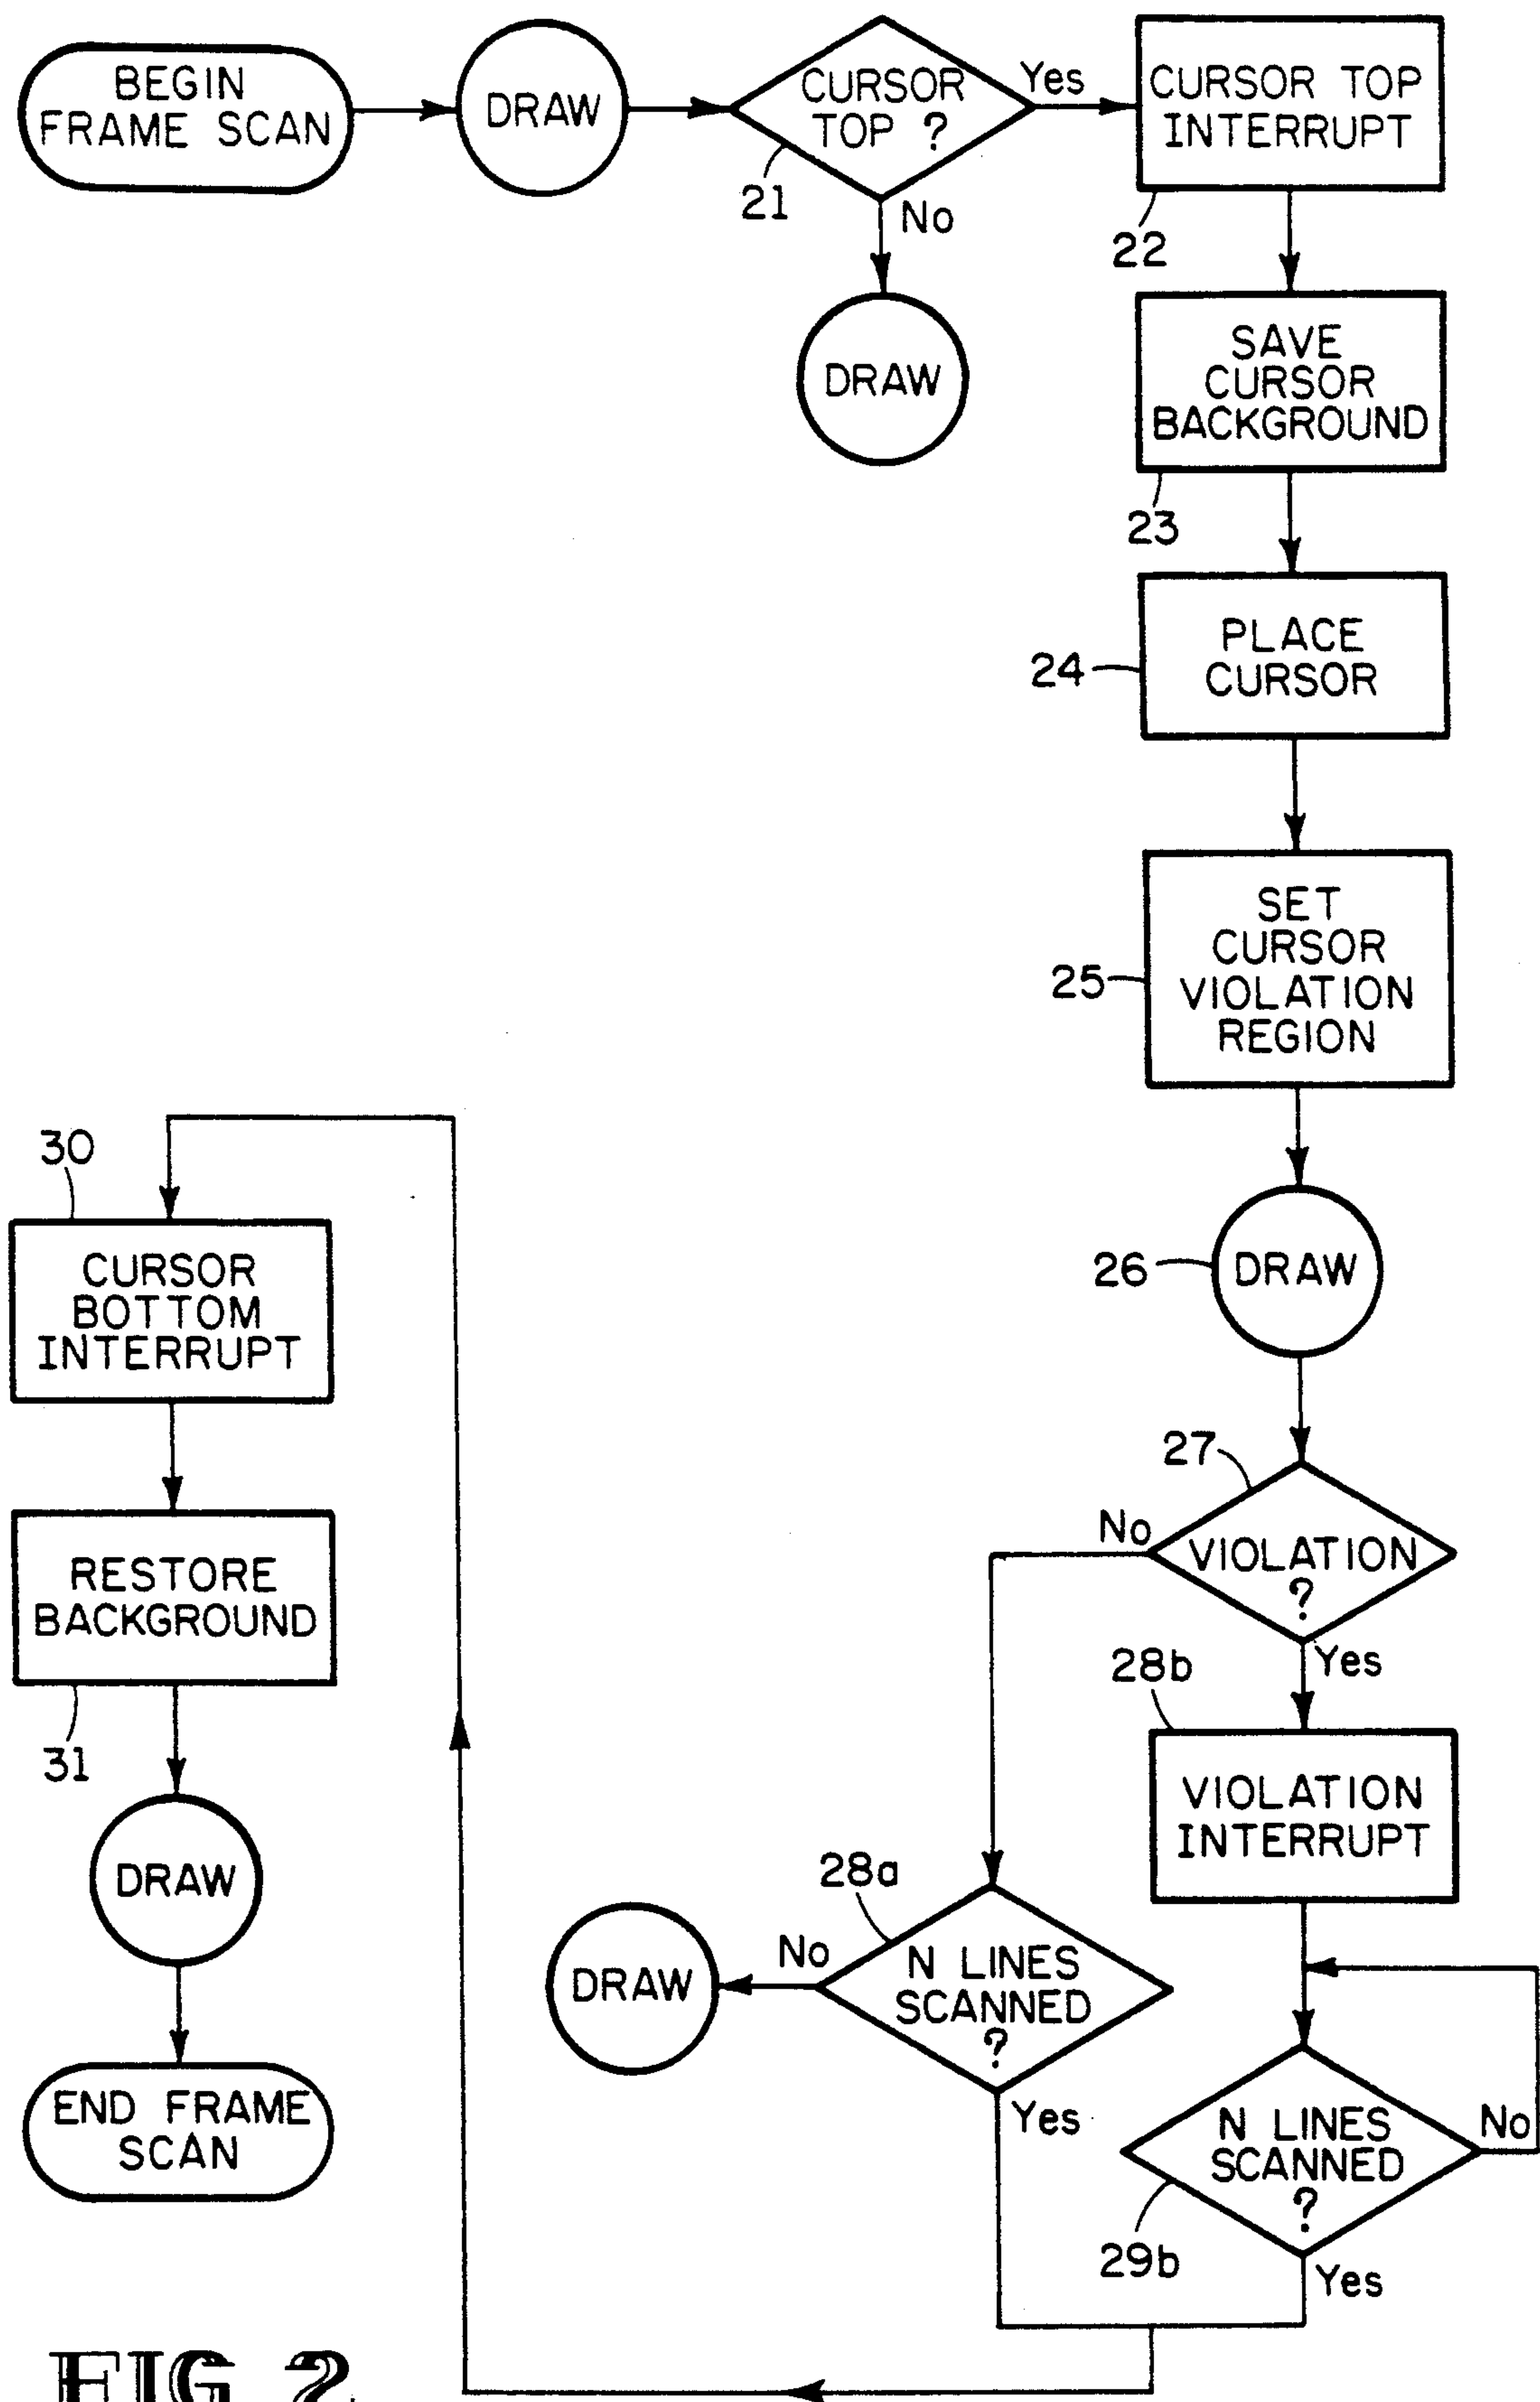 BEGIN
FRAME SCAN
DRAW
CURSOR
TOP ?
21
Yes
No
DRAW
CURSOR TOP
INTERRUPT
22
SAVE
CURSOR
BACKGROUND
23
PLACE
CURSOR
24
SET
CURSOR
VIOLATION
REGION
25
DRAW
26
27
VIOLATION
?
No
Yes
28b
VIOLATION
INTERRUPT
28a
N LINES
SCANNED
?
No
DRAW
Yes
N LINES
SCANNED
?
No
29b
Yes
30
CURSOR
BOTTOM
INTERRUPT
RESTORE
BACKGROUND
31
DRAW
END FRAME
SCAN
FIG. 2